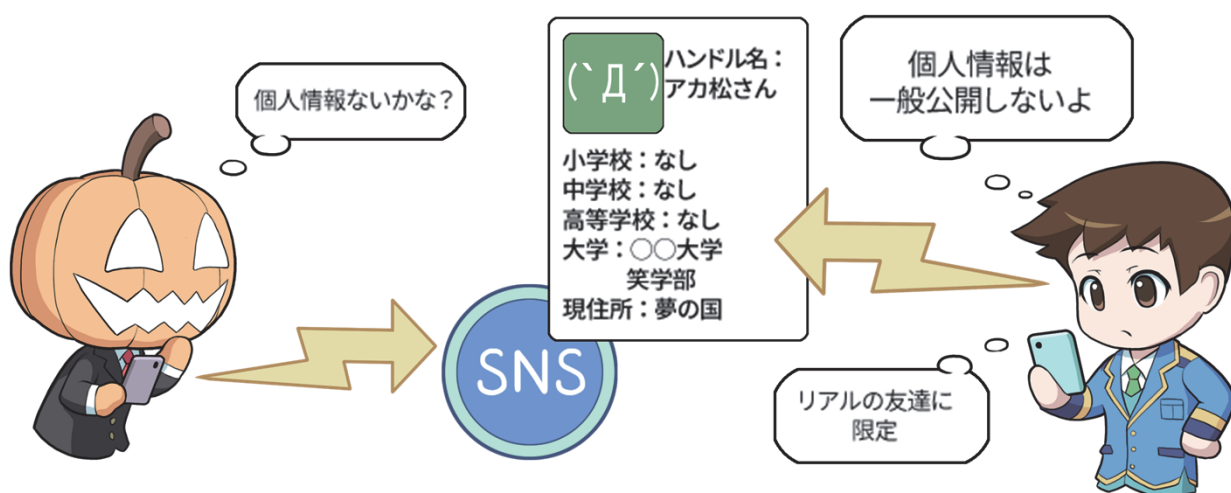 個人情報ないかな？
(`Д´)
ハンドル名：
アカ松さん
小学校：なし
中学校：なし
高等学校：なし
大学：○○大学
笑学部
現住所：夢の国
SNS
個人情報は
一般公開しないよ
リアルの友達に
限定